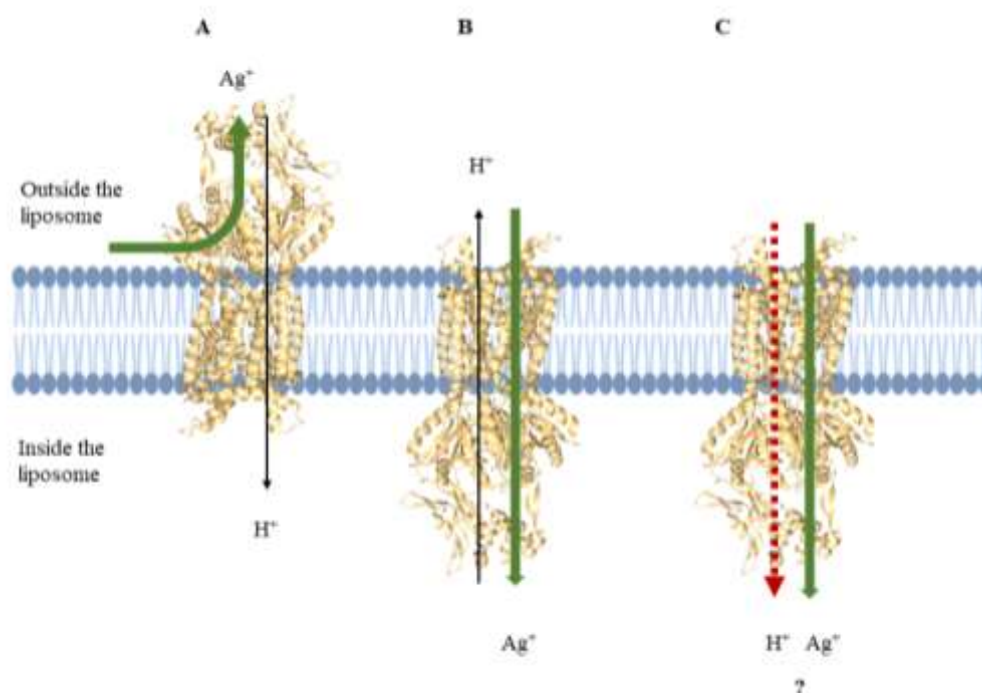 A B C
Ag⁺
H⁺
Outside the
liposome
Inside the
liposome
H⁺
Ag⁺
H⁺ Ag⁺
?